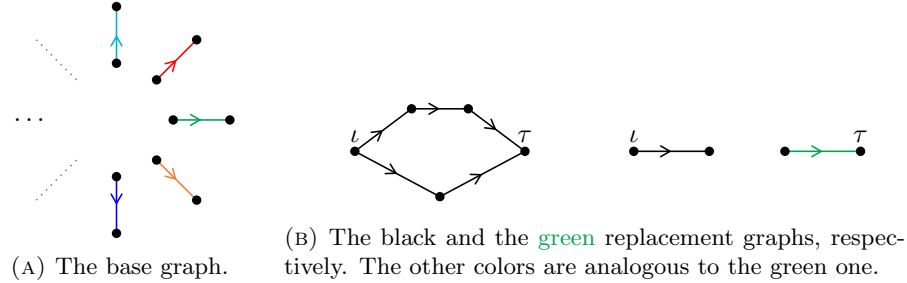 ...
ι
τ
ι
τ
(A) The base graph.
(B) The black and the green replacement graphs, respec-
tively. The other colors are analogous to the green one.